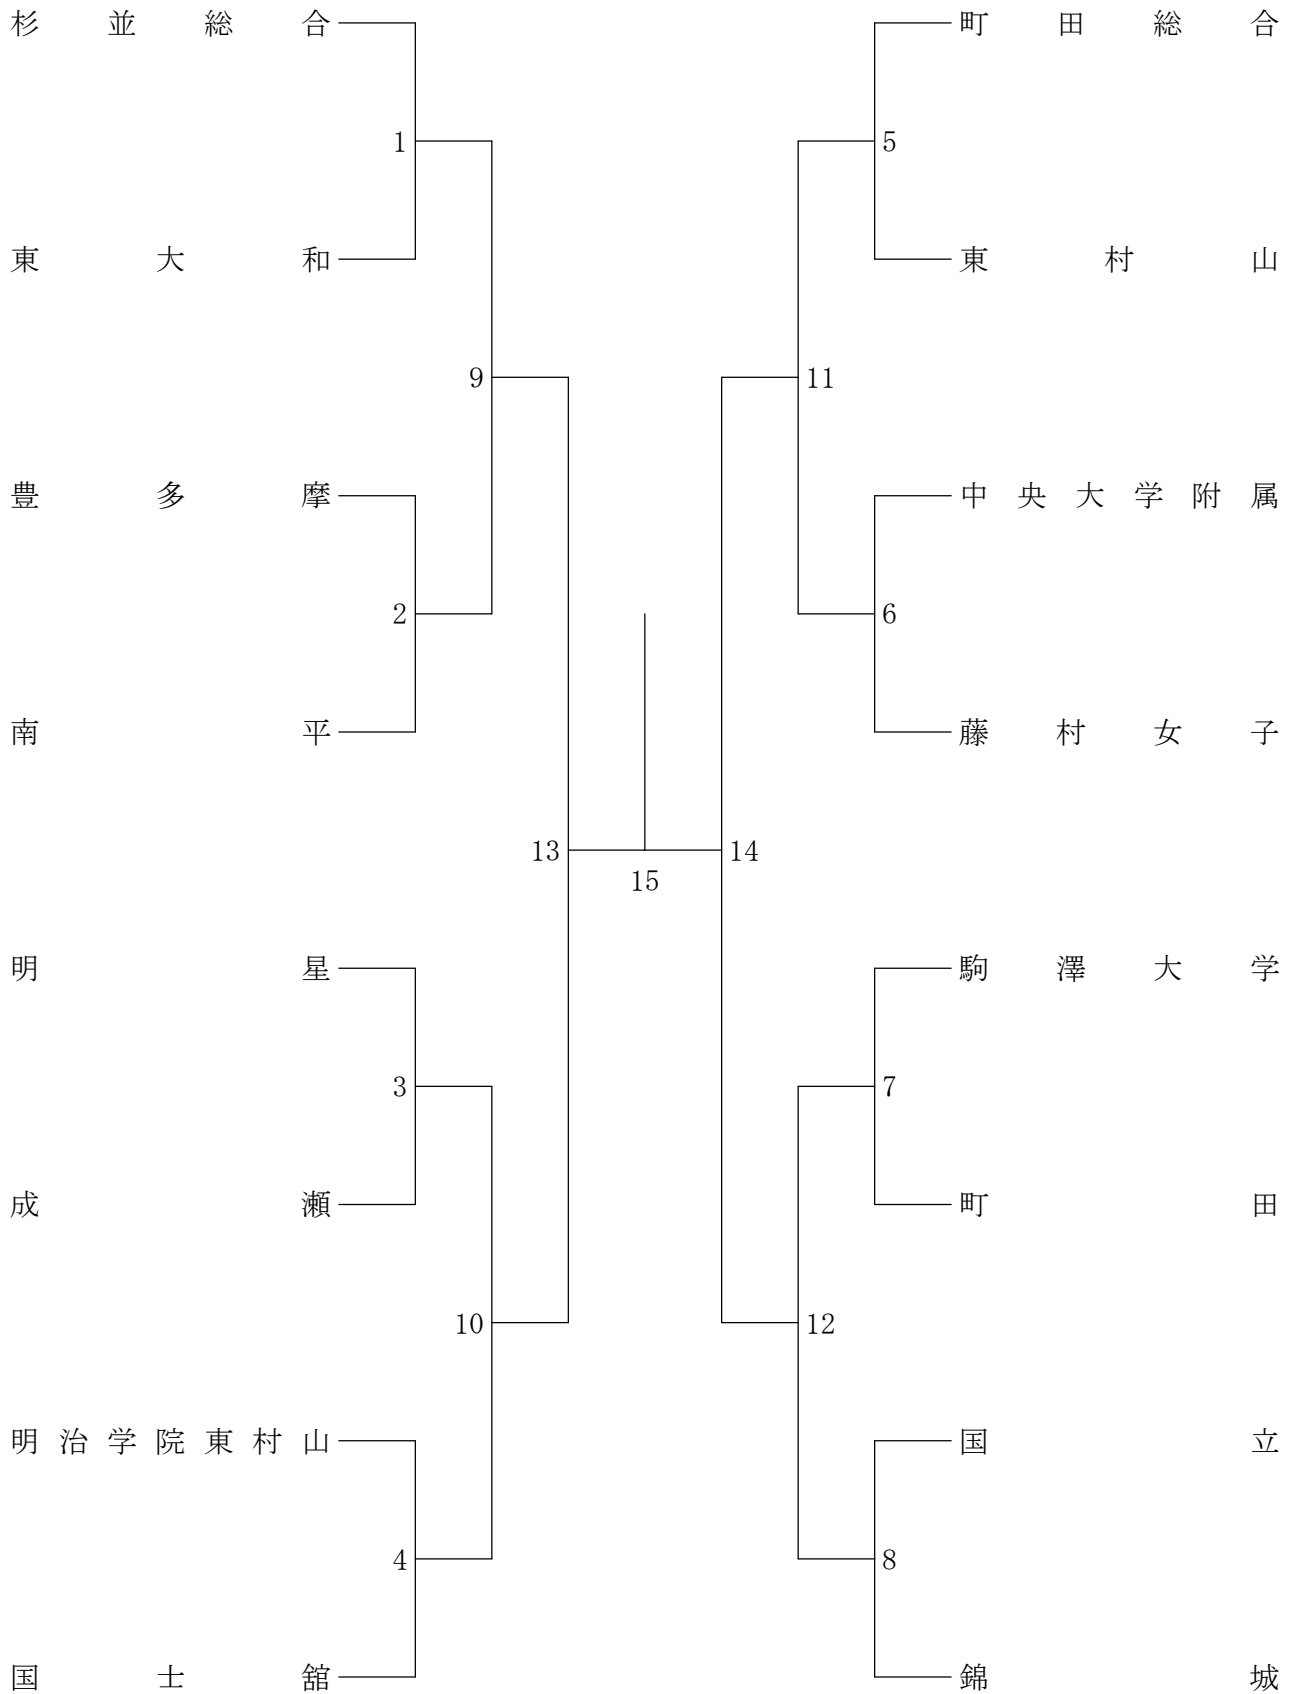 杉並総合
1
東大和
9
豊多摩
2
南平
13
明星
3
成瀬
10
明治学院東村山
4
国士舘
15
町田総合
5
東村山
11
中央大学附属
6
藤村女子
14
駒澤大学
7
町田
12
国立
8
錦城